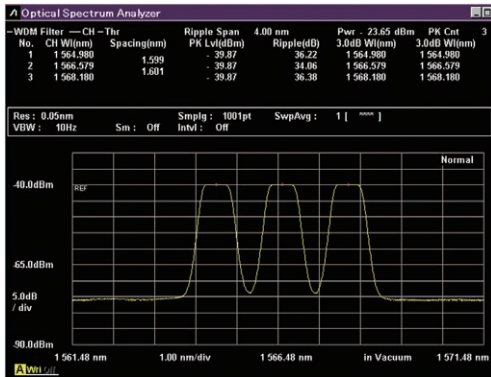 Optical Spectrum Analyzer
WDM Filter — CH - Thr Ripple Span 4.00 nm Pwr - 23.65 dBm PK Cnt 3
No. CH Wl(nm) Spacing(nm) PK Lvl(dBm) Ripple(dB) 3.0dB Wl(nm) 3.0dB Wl(nm)
1 1 564.980 - 39.87 36.22 1 564.980 1 564.980
1.599
2 1 566.579 - 39.87 34.06 1 566.579 1 566.579
1.601
3 1 568.180 - 39.87 36.38 1 568.180 1 568.180
Res : 0.05nm Smplg : 1001pt SwpAvg : 1 [ ]
VBW : 10Hz Sm : Off Intvl : Off
Normal
-40.0dBm REF
-65.0dBm
5.0dB
/ div
-90.0dBm
1 561.48 nm 1.00 nm/div 1 566.48 nm in Vacuum 1 571.48 nm
A Wri Off